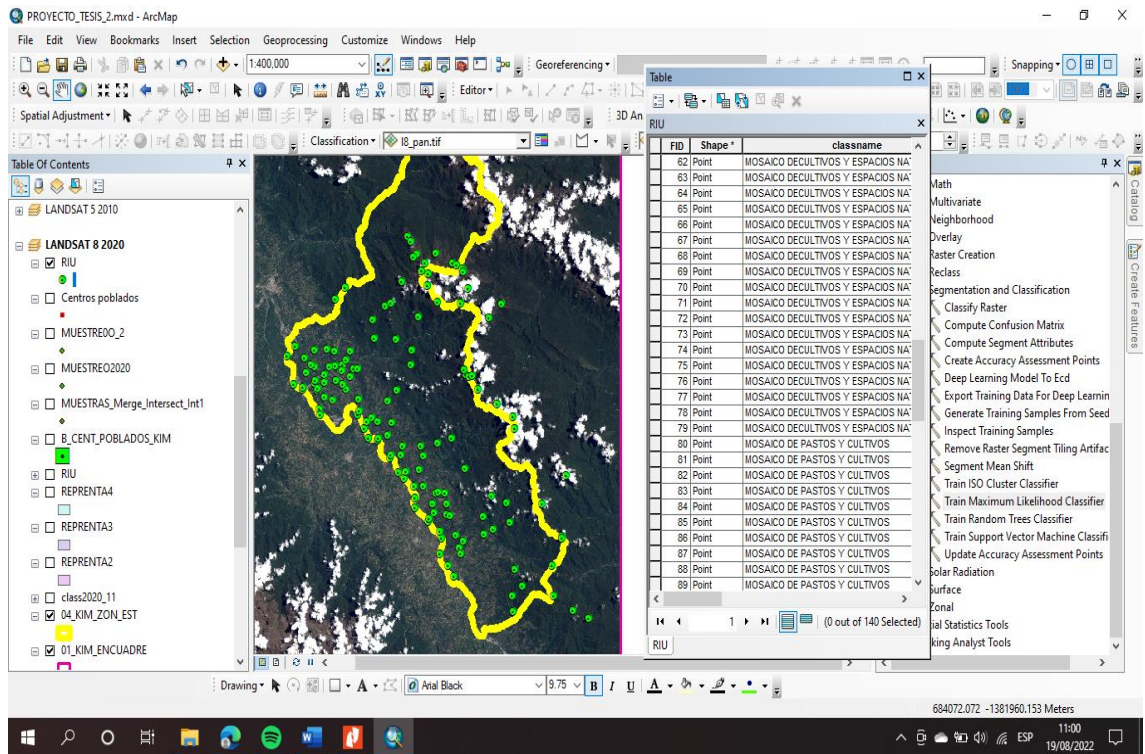 PROYECTO_TESIS_2.mxd - ArcMap
File Edit View Bookmarks Insert Selection Geoprocessing Customize Windows Help
1:400,000
Georeferencing
Snapping
Editor
Spatial Adjustment
3D An
Classification
l8_pan.tif
Table Of Contents
LANDSAT 5 2010
LANDSAT 8 2020
RIU
Centros poblados
MUESTRE0O_2
MUESTREO2020
MUESTRAS_Merge_Intersect_Int1
B_CENT_POBLADOS_KIM
RIU
REPRENTA4
REPRENTA3
REPRENTA2
class2020_11
04_KIM_ZON_EST
01_KIM_ENCUADRE
Table
RIU
FID Shape * classname
62 Point MOSAICO DECULTIVOS Y ESPACIOS NAT
63 Point MOSAICO DECULTIVOS Y ESPACIOS NAT
64 Point MOSAICO DECULTIVOS Y ESPACIOS NAT
65 Point MOSAICO DECULTIVOS Y ESPACIOS NAT
66 Point MOSAICO DECULTIVOS Y ESPACIOS NAT
67 Point MOSAICO DECULTIVOS Y ESPACIOS NAT
68 Point MOSAICO DECULTIVOS Y ESPACIOS NAT
69 Point MOSAICO DECULTIVOS Y ESPACIOS NAT
70 Point MOSAICO DECULTIVOS Y ESPACIOS NAT
71 Point MOSAICO DECULTIVOS Y ESPACIOS NAT
72 Point MOSAICO DECULTIVOS Y ESPACIOS NAT
73 Point MOSAICO DECULTIVOS Y ESPACIOS NAT
74 Point MOSAICO DECULTIVOS Y ESPACIOS NAT
75 Point MOSAICO DECULTIVOS Y ESPACIOS NAT
76 Point MOSAICO DECULTIVOS Y ESPACIOS NAT
77 Point MOSAICO DECULTIVOS Y ESPACIOS NAT
78 Point MOSAICO DECULTIVOS Y ESPACIOS NAT
79 Point MOSAICO DECULTIVOS Y ESPACIOS NAT
80 Point MOSAICO DE PASTOS Y CULTIVOS
81 Point MOSAICO DE PASTOS Y CULTIVOS
82 Point MOSAICO DE PASTOS Y CULTIVOS
83 Point MOSAICO DE PASTOS Y CULTIVOS
84 Point MOSAICO DE PASTOS Y CULTIVOS
85 Point MOSAICO DE PASTOS Y CULTIVOS
86 Point MOSAICO DE PASTOS Y CULTIVOS
87 Point MOSAICO DE PASTOS Y CULTIVOS
88 Point MOSAICO DE PASTOS Y CULTIVOS
89 Point MOSAICO DE PASTOS Y CULTIVOS
1 (0 out of 140 Selected)
RIU
Math
Multivariate
Neighborhood
Overlay
Raster Creation
Reclass
Segmentation and Classification
Classify Raster
Compute Confusion Matrix
Compute Segment Attributes
Create Accuracy Assessment Points
Deep Learning Model To Ecd
Export Training Data For Deep Learnin
Generate Training Samples From Seed
Inspect Training Samples
Remove Raster Segment Tiling Artifac
Segment Mean Shift
Train ISO Cluster Classifier
Train Maximum Likelihood Classifier
Train Random Trees Classifier
Train Support Vector Machine Classifi
Update Accuracy Assessment Points
Solar Radiation
Surface
Zonal
ial Statistics Tools
king Analyst Tools
Catalog
Create Features
Drawing A Arial Black 9.75 B I U A
684072.072 -1381960.153 Meters
ESP
11:00
19/08/2022